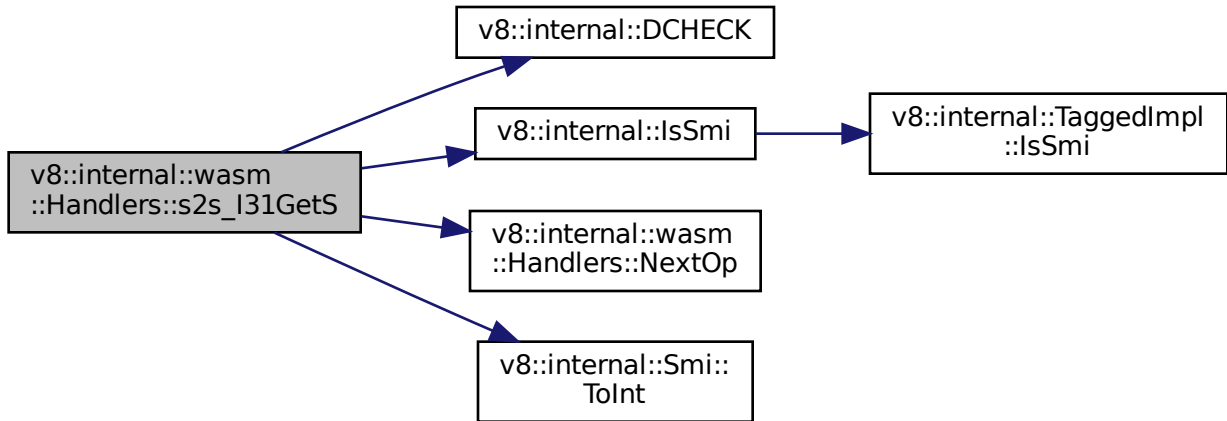 v8::internal::DCHECK
v8::internal::IsSmi
v8::internal::TaggedImpl
::IsSmi
v8::internal::wasm
::Handlers::s2s_I31GetS
v8::internal::wasm
::Handlers::NextOp
v8::internal::Smi::
ToInt